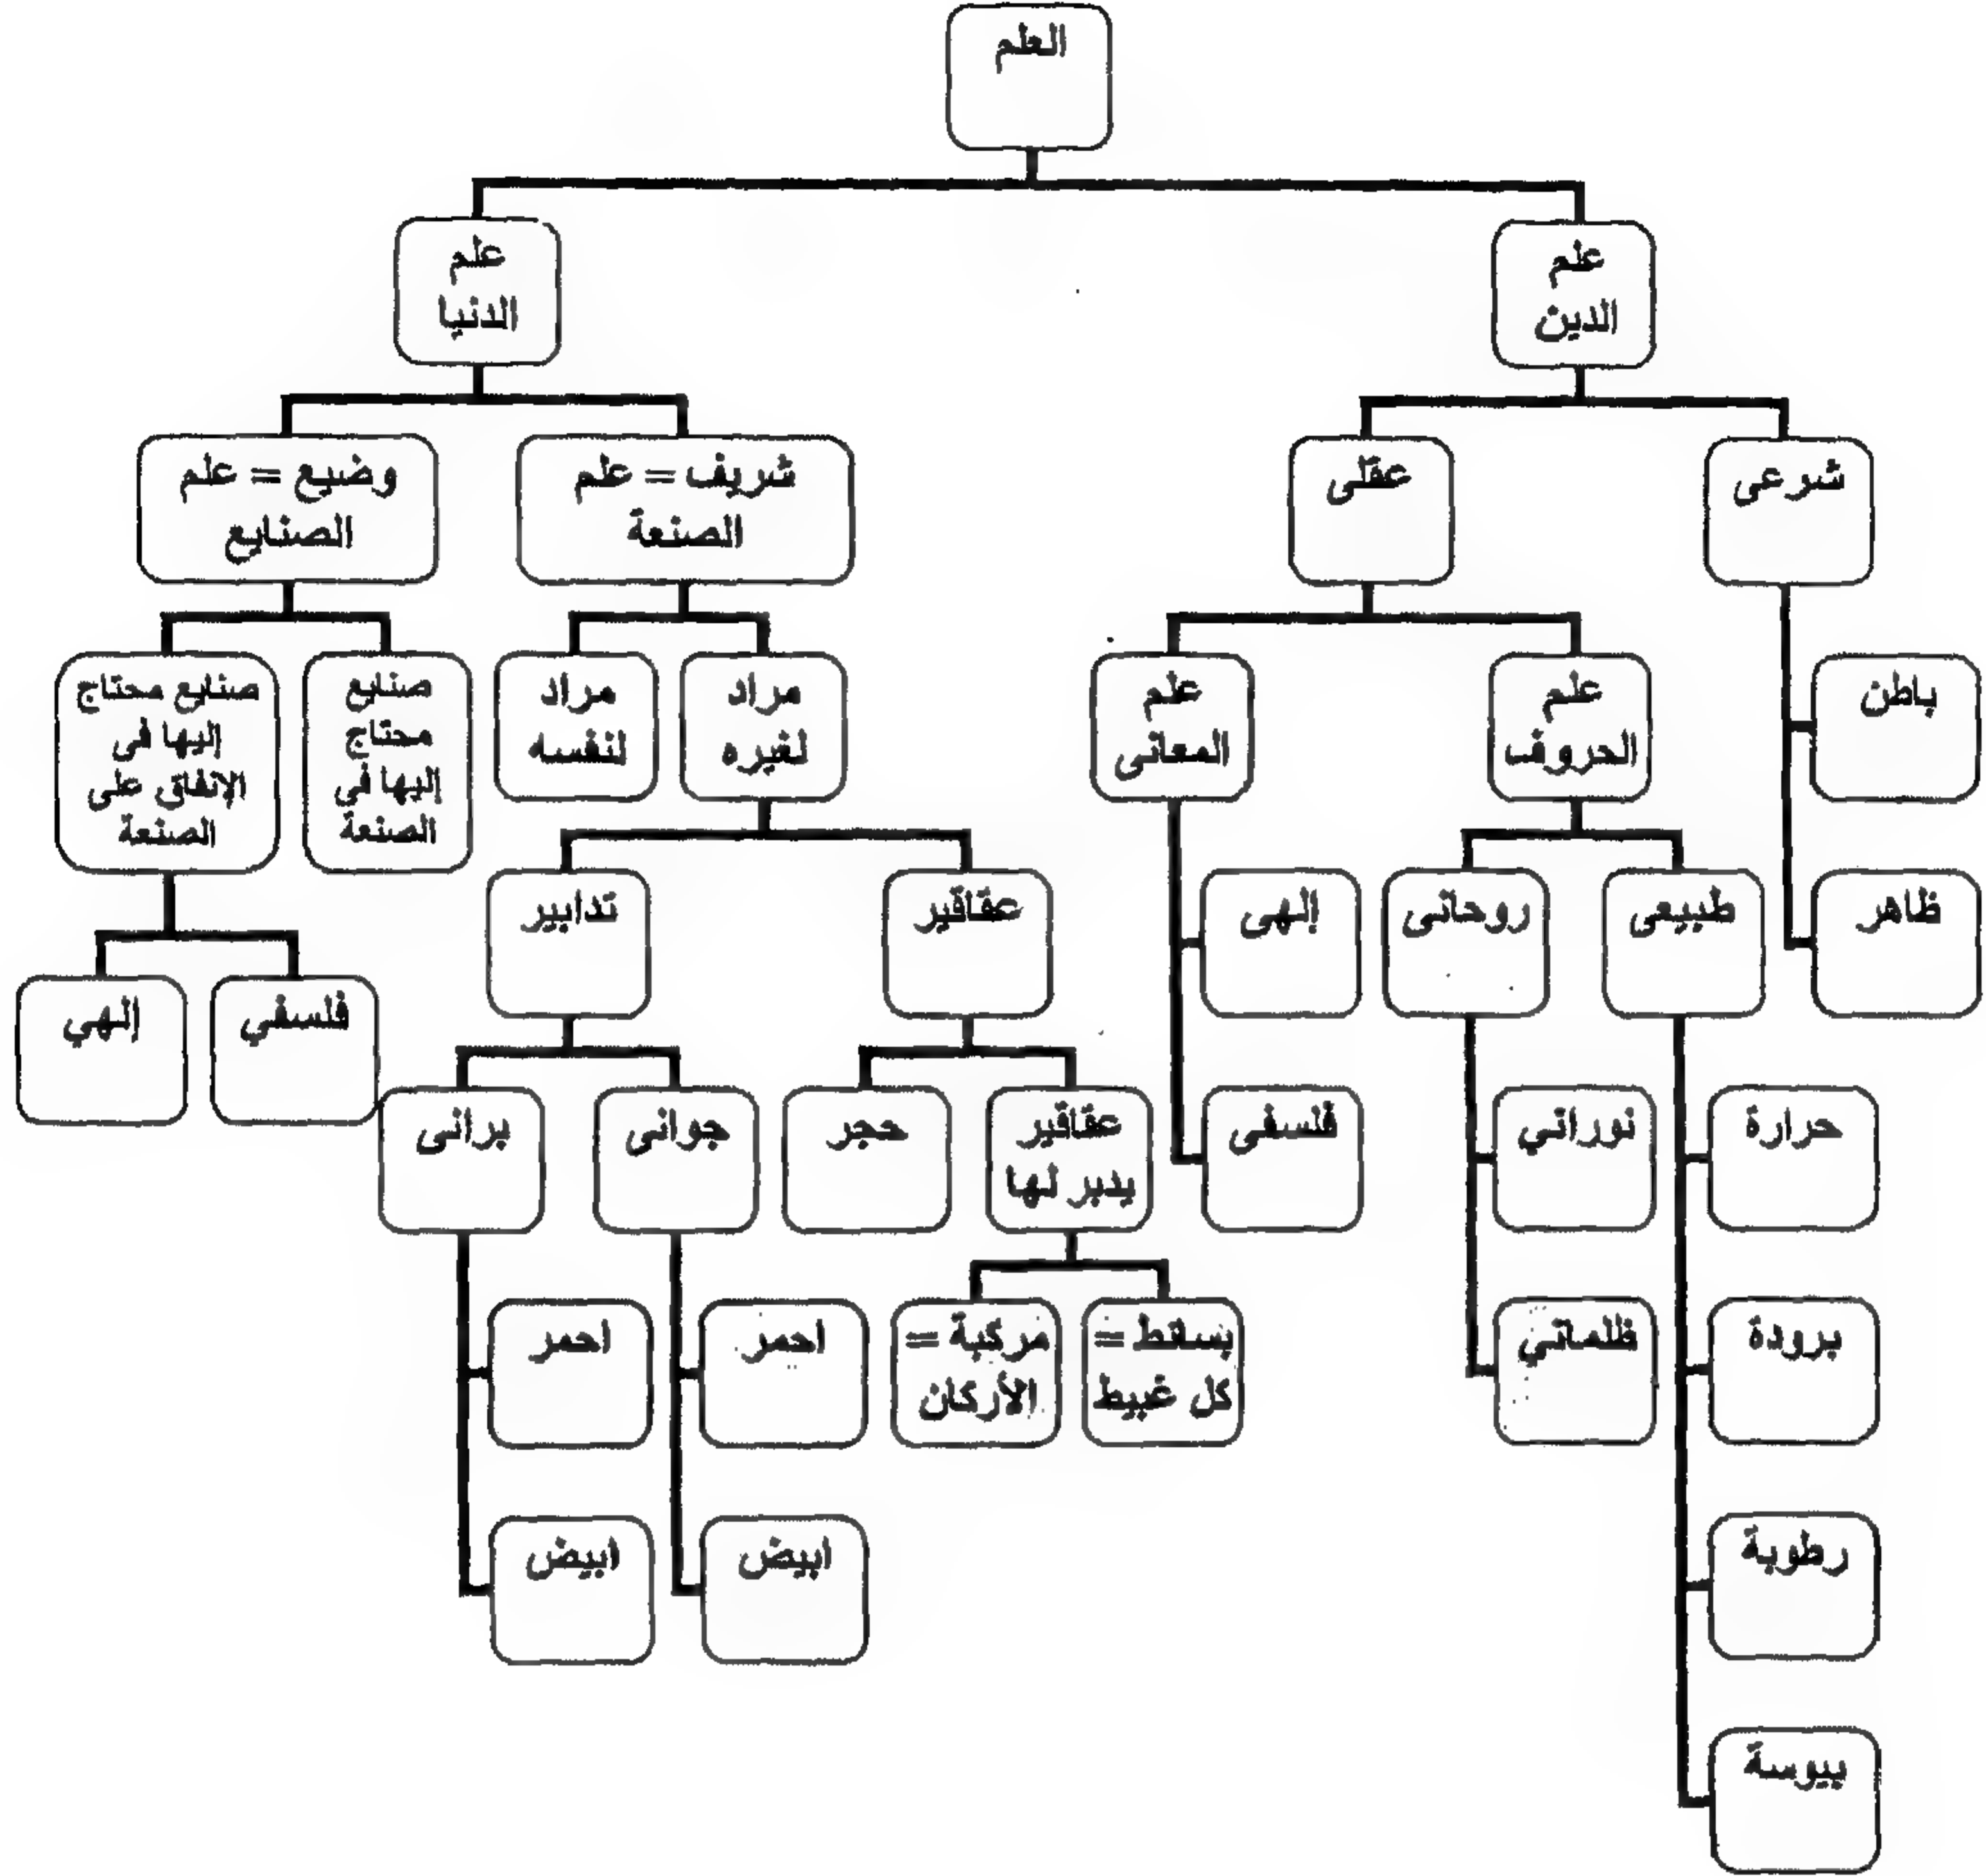 العلم
علم
الدين
علم
الدنيا
شرعى
عقلى
شريف = علم
الصنعة
وضيع = علم
الصنايع
باطن
علم
الحروف
علم
المعانى
مراد
لغيره
مراد
لنفسه
صنايع
محتاج
إليها فى
الصنعة
صنايع محتاج
إليها فى
الإنفاق على
الصنعة
ظاهر
طبيعى
روحانى
إلهى
عقاقير
تدابير
فلسفي
إلهي
حرارة
نوراني
فلسفى
عقاقير
يدبر لها
حجر
جوانى
برانى
برودة
ظلماتي
بسقط =
كل غبيط
مركبة =
الأركان
احمر
احمر
رطوبة
ابيض
ابيض
يبوسة